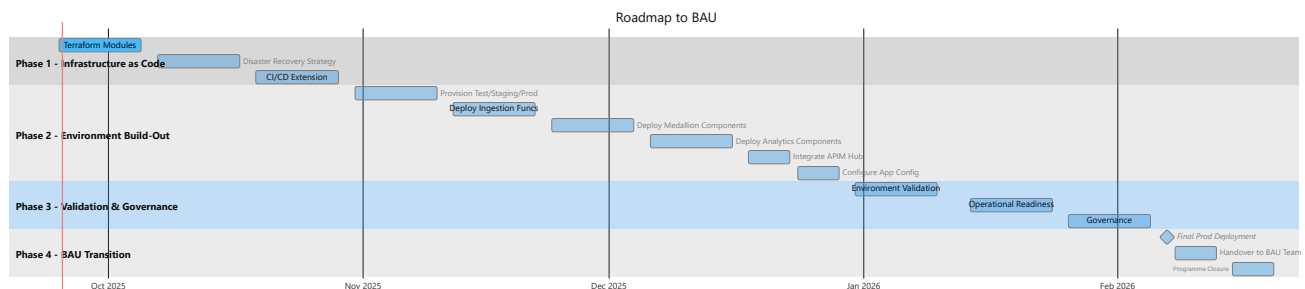 Roadmap to BAU
Terraform Modules
Phase 1 - Infrastructure as Code
Disaster Recovery Strategy
CI/CD Extension
Provision Test/Staging/Prod
Deploy Ingestion Funcs
Deploy Medallion Components
Phase 2 - Environment Build-Out
Deploy Analytics Components
Integrate APIM Hub
Configure App Config
Environment Validation
Phase 3 - Validation & Governance
Operational Readiness
Governance
Final Prod Deployment
Phase 4 - BAU Transition
Handover to BAU Team
Programme Closure
Oct 2025 Nov 2025 Dec 2025 Jan 2026 Feb 2026